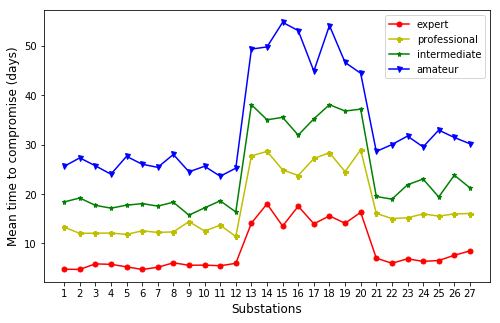 expert
professional
intermediate
amateur
50
40
30
20
10
Mean time to compromise (days)
1 2 3 4 5 6 7 8 9 10 11 12 13 14 15 16 17 18 19 20 21 22 23 24 25 26 27
Substations